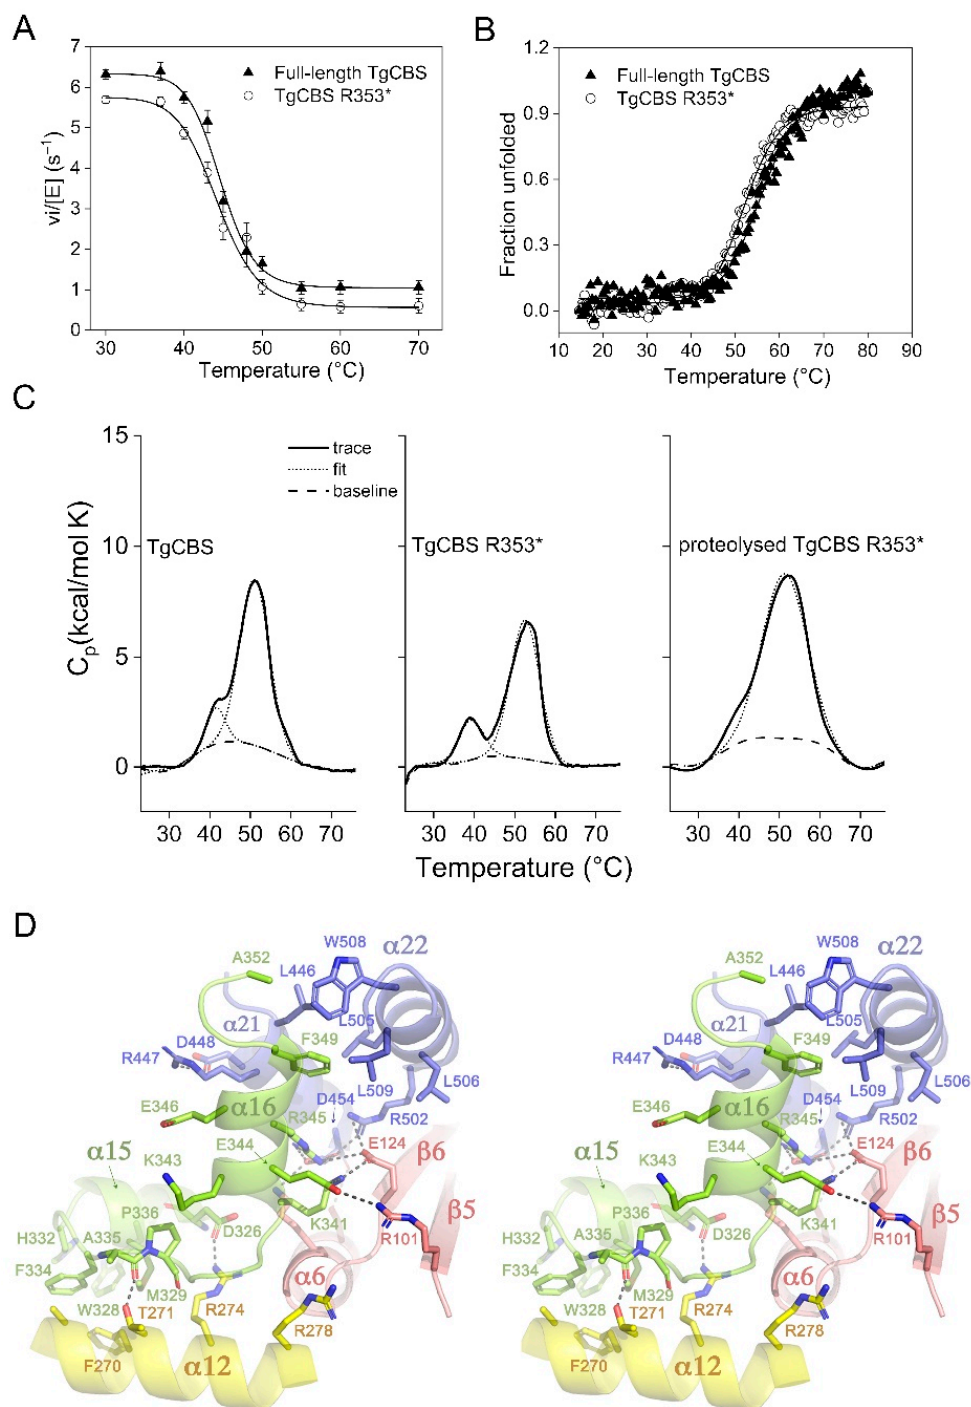 A
7
6
5
4
3
2
1
0
vi/[E] (s⁻¹)
Full-length TgCBS
TgCBS R353*
30 40 50 60 70
Temperature (°C)
B
1.2
0.9
0.6
0.3
0.0
Fraction unfolded
Full-length TgCBS
TgCBS R353*
10 20 30 40 50 60 70 80 90
Temperature (°C)
C
15
10
5
0
Cp(kcal/mol K)
trace
fit
baseline
TgCBS
TgCBS R353*
proteolysed TgCBS R353*
30 40 50 60 70
30 40 50 60 70
30 40 50 60 70
Temperature (°C)
D
W508
α22
A352
L446
α21
L505
D448
F349
R447
L509
L506
D454
E346
α16
R345
R502
α15
E344
E124
β6
K343
P336
D326
K341
β5
H332
A335
R101
F334
M329
α6
W328
T271
R274
R278
F270
α12
W508
α22
A352
L446
α21
L505
D448
F349
R447
L509
L506
D454
E346
α16
R345
R502
α15
E344
E124
β6
K343
P336
D326
K341
β5
H332
A335
R101
F334
M329
α6
W328
T271
R274
R278
F270
α12